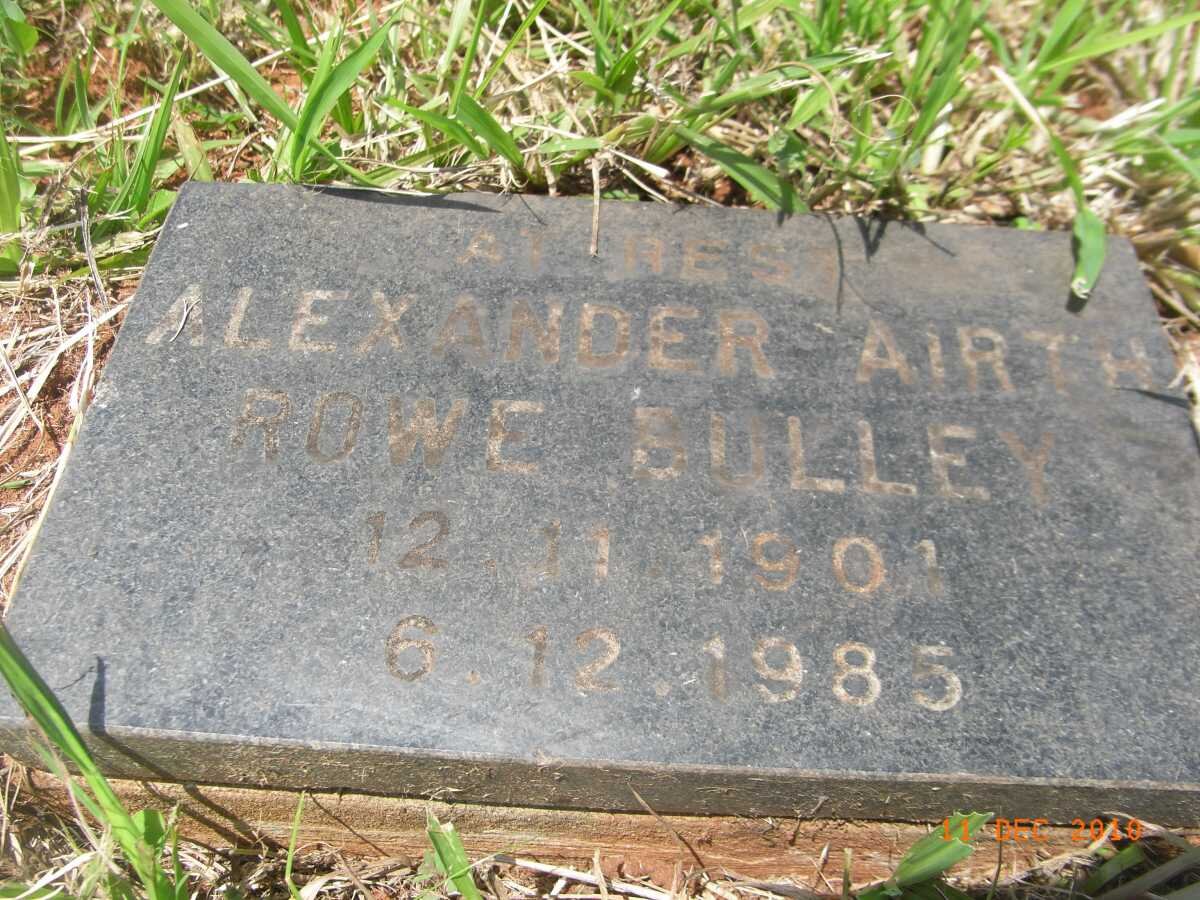 AT REST
ALEXANDER AIRTH
ROWE BULLEY
12.11.1901
6.12.1985
11 DEC 2010